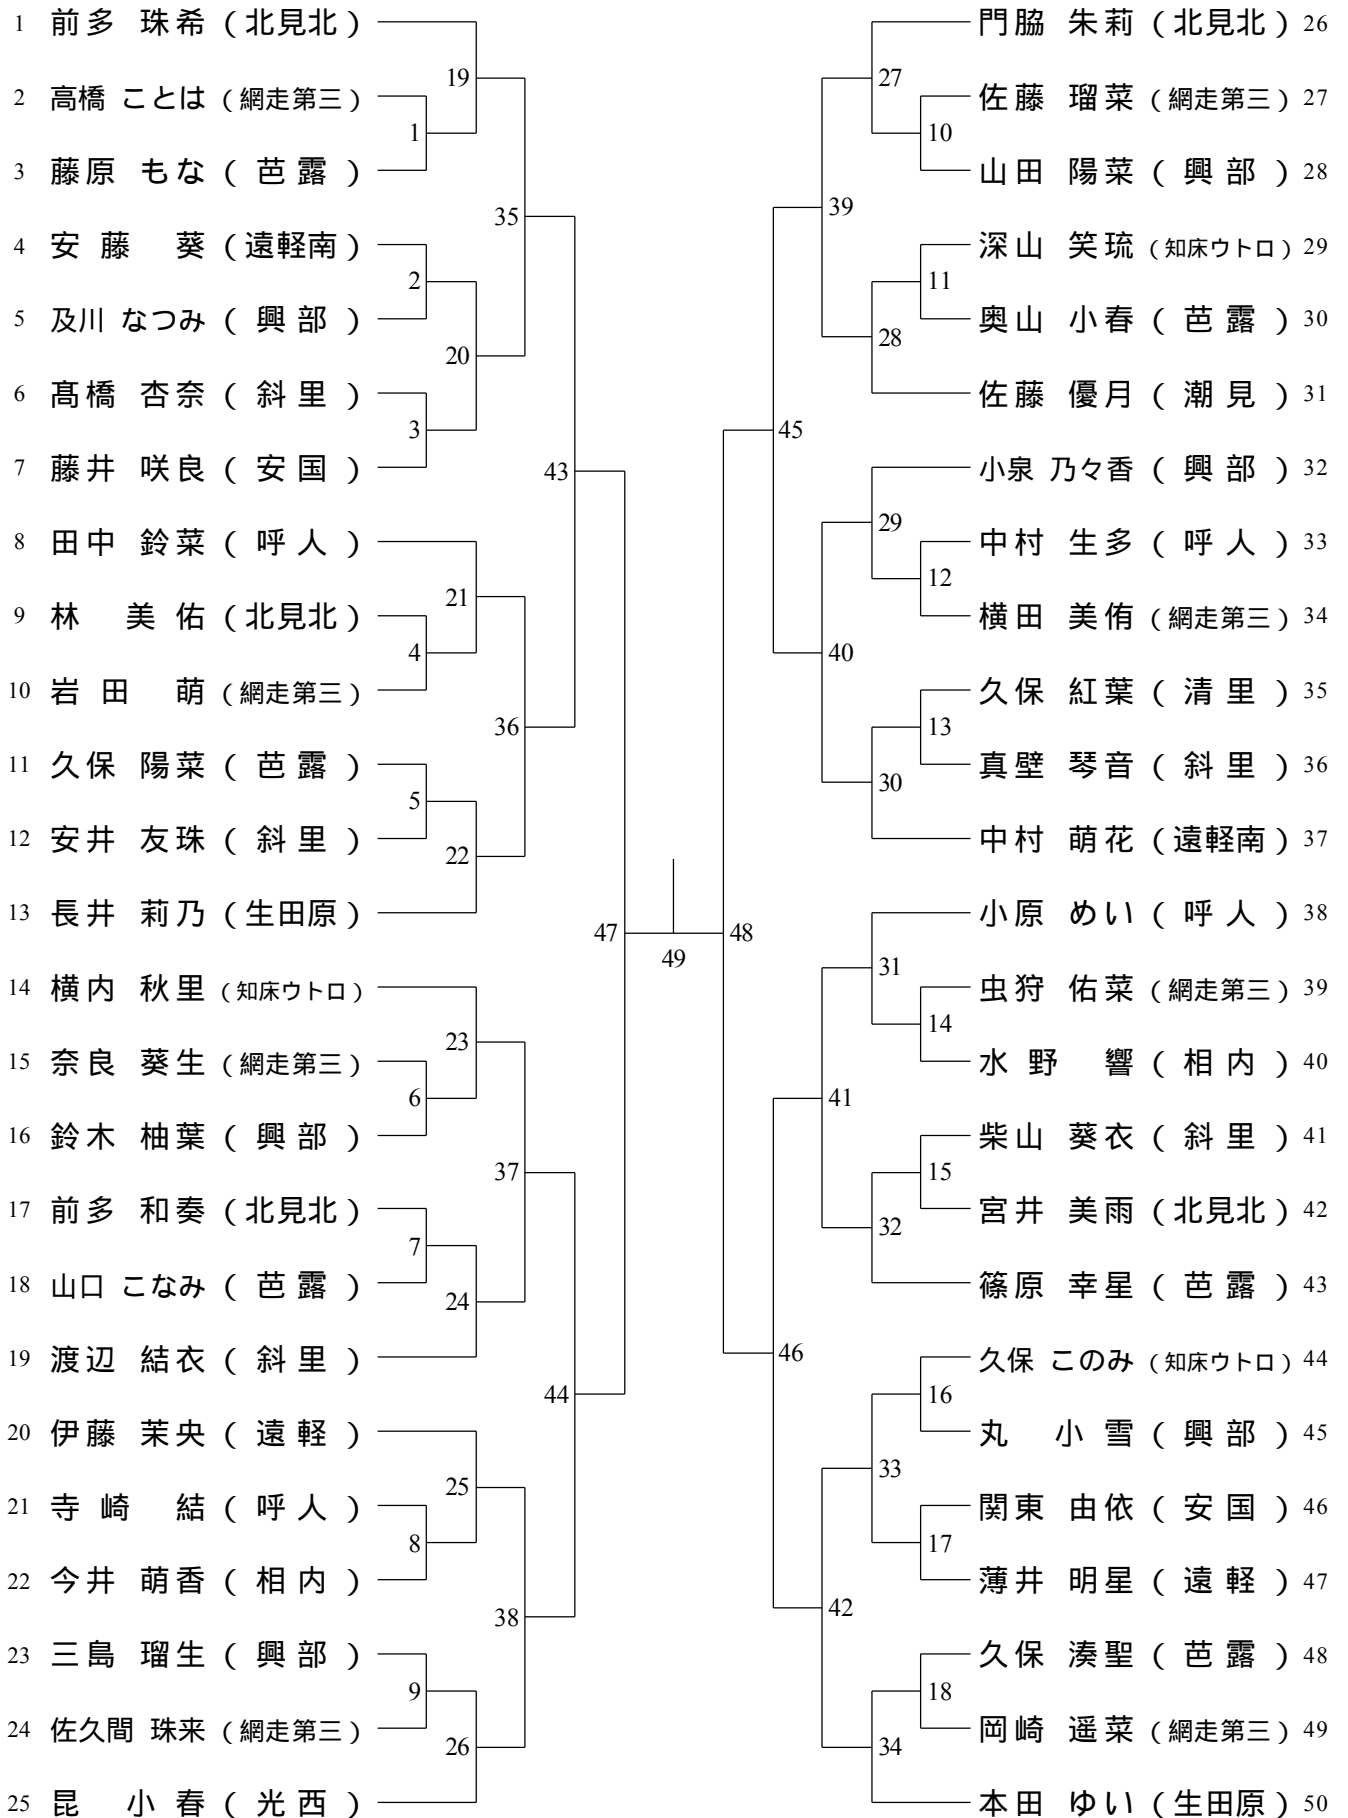 1 前多 珠希 (北見北)
19
2 高橋 ことは (網走第三)
1
3 藤原 もな (芭露)
35
4 安藤 葵 (遠軽南)
2
5 及川 なつみ (興部)
20
6 髙橋 杏奈 (斜里)
3
7 藤井 咲良 (安国)
43
8 田中 鈴菜 (呼人)
21
9 林 美佑 (北見北)
4
10 岩田 萌 (網走第三)
36
11 久保 陽菜 (芭露)
5
12 安井 友珠 (斜里)
22
13 長井 莉乃 (生田原)
47
14 横内 秋里 (知床ウトロ)
23
15 奈良 葵生 (網走第三)
6
16 鈴木 柚葉 (興部)
37
17 前多 和奏 (北見北)
7
18 山口 こなみ (芭露)
24
19 渡辺 結衣 (斜里)
44
20 伊藤 茉央 (遠軽)
25
21 寺崎 結 (呼人)
8
22 今井 萌香 (相内)
38
23 三島 瑠生 (興部)
9
24 佐久間 珠来 (網走第三)
26
25 昆 小春 (光西)
49
門脇 朱莉 (北見北) 26
27
佐藤 瑠菜 (網走第三) 27
10
山田 陽菜 (興部) 28
39
深山 笑琉 (知床ウトロ) 29
11
奥山 小春 (芭露) 30
28
佐藤 優月 (潮見) 31
45
小泉 乃々香 (興部) 32
29
中村 生多 (呼人) 33
12
横田 美侑 (網走第三) 34
40
久保 紅葉 (清里) 35
13
真壁 琴音 (斜里) 36
30
中村 萌花 (遠軽南) 37
48
小原 めい (呼人) 38
31
虫狩 佑菜 (網走第三) 39
14
水野 響 (相内) 40
41
柴山 葵衣 (斜里) 41
15
宮井 美雨 (北見北) 42
32
篠原 幸星 (芭露) 43
46
久保 このみ (知床ウトロ) 44
16
丸 小雪 (興部) 45
33
関東 由依 (安国) 46
17
薄井 明星 (遠軽) 47
42
久保 湊聖 (芭露) 48
18
岡崎 遥菜 (網走第三) 49
34
本田 ゆい (生田原) 50